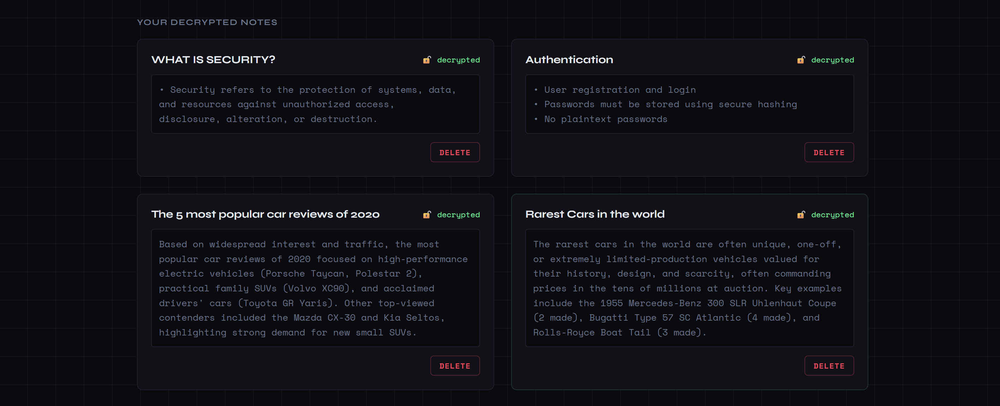 YOUR DECRYPTED NOTES
WHAT IS SECURITY?
decrypted
• Security refers to the protection of systems, data,
and resources against unauthorized access,
disclosure, alteration, or destruction.
DELETE
Authentication
decrypted
• User registration and login
• Passwords must be stored using secure hashing
• No plaintext passwords
DELETE
The 5 most popular car reviews of 2020
decrypted
Based on widespread interest and traffic, the most
popular car reviews of 2020 focused on high-performance
electric vehicles (Porsche Taycan, Polestar 2),
practical family SUVs (Volvo XC90), and acclaimed
drivers' cars (Toyota GR Yaris). Other top-viewed
contenders included the Mazda CX-30 and Kia Seltos,
highlighting strong demand for new small SUVs.
DELETE
Rarest Cars in the world
decrypted
The rarest cars in the world are often unique, one-off,
or extremely limited-production vehicles valued for
their history, design, and scarcity, often commanding
prices in the tens of millions at auction. Key examples
include the 1955 Mercedes-Benz 300 SLR Uhlenhaut Coupe
(2 made), Bugatti Type 57 SC Atlantic (4 made), and
Rolls-Royce Boat Tail (3 made).
DELETE